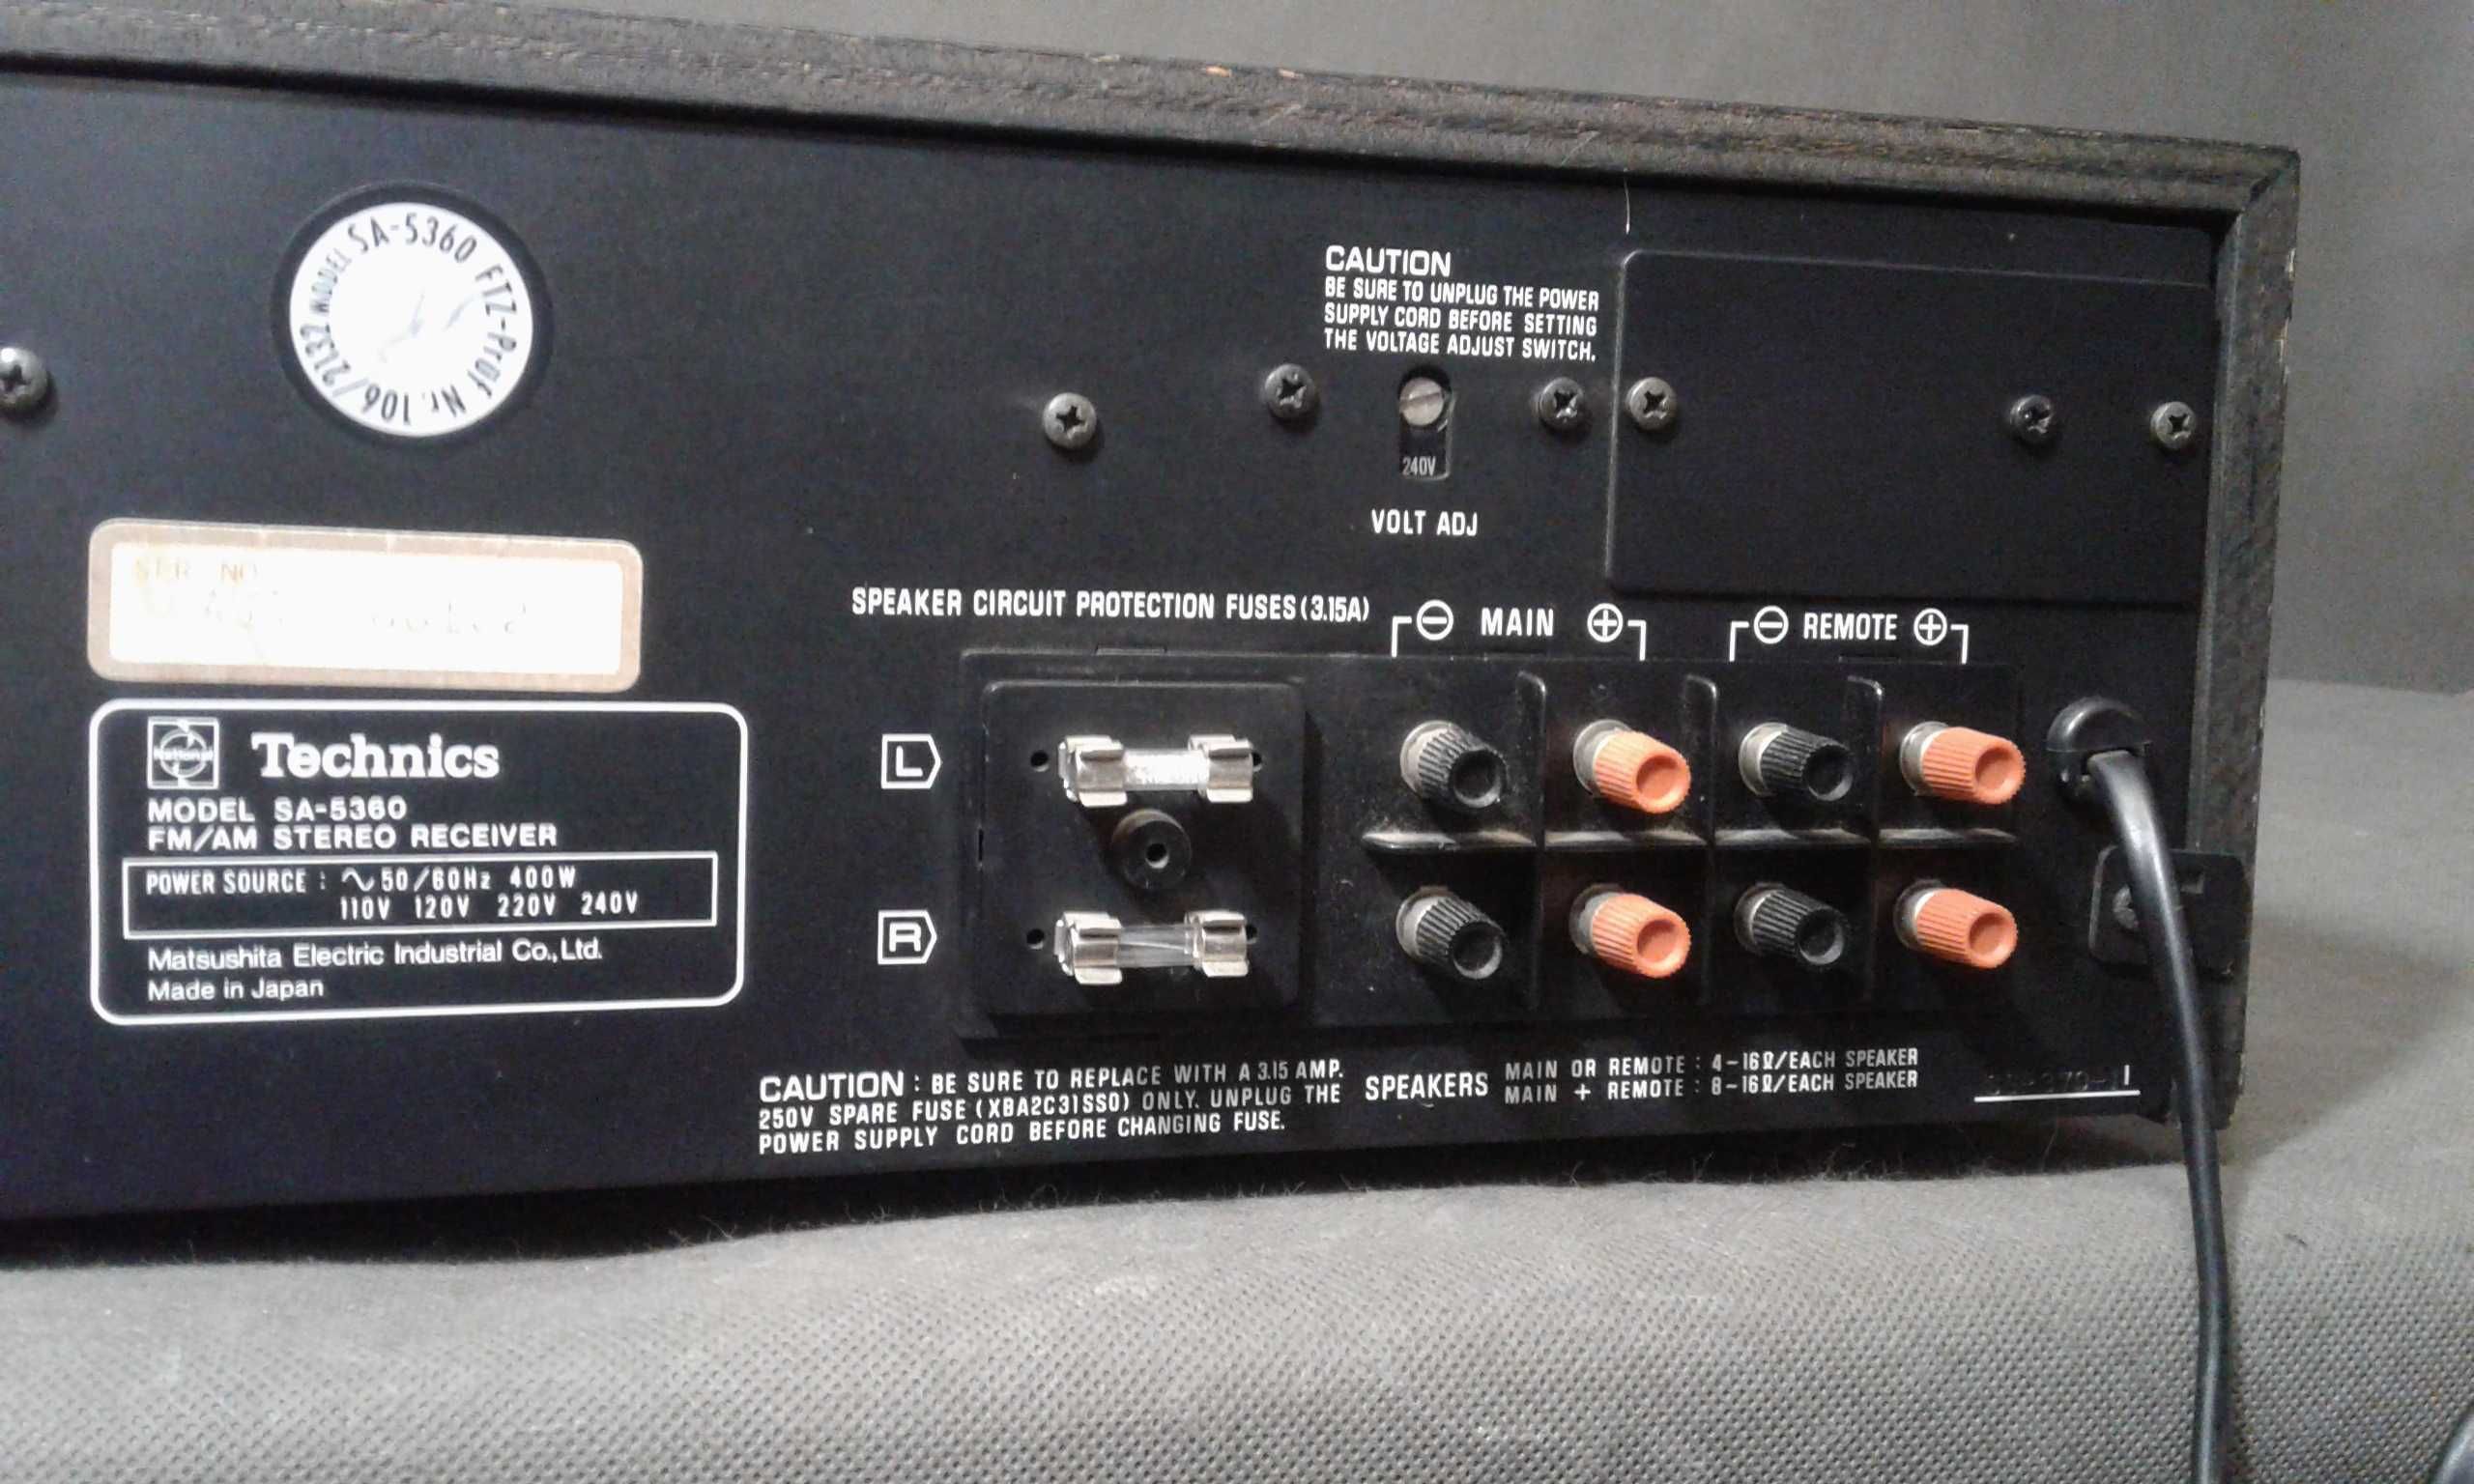 MODEL SA-5360 FTZ-Prüf Nr. 106/2132
CAUTION
BE SURE TO UNPLUG THE POWER
SUPPLY CORD BEFORE SETTING
THE VOLTAGE ADJUST SWITCH.
240V
VOLT ADJ
SER. NO.
SPEAKER CIRCUIT PROTECTION FUSES (3.15A)
⊖ MAIN ⊕
⊖ REMOTE ⊕
National
Technics
MODEL SA-5360
FM/AM STEREO RECEIVER
POWER SOURCE : ∿ 50/60Hz 400W
110V 120V 220V 240V
Matsushita Electric Industrial Co., Ltd.
Made in Japan
L
R
CAUTION : BE SURE TO REPLACE WITH A 3.15 AMP.
250V SPARE FUSE (XBA2C31SS0) ONLY. UNPLUG THE
POWER SUPPLY CORD BEFORE CHANGING FUSE.
SPEAKERS
MAIN OR REMOTE : 4-16Ω/EACH SPEAKER
MAIN + REMOTE : 8-16Ω/EACH SPEAKER